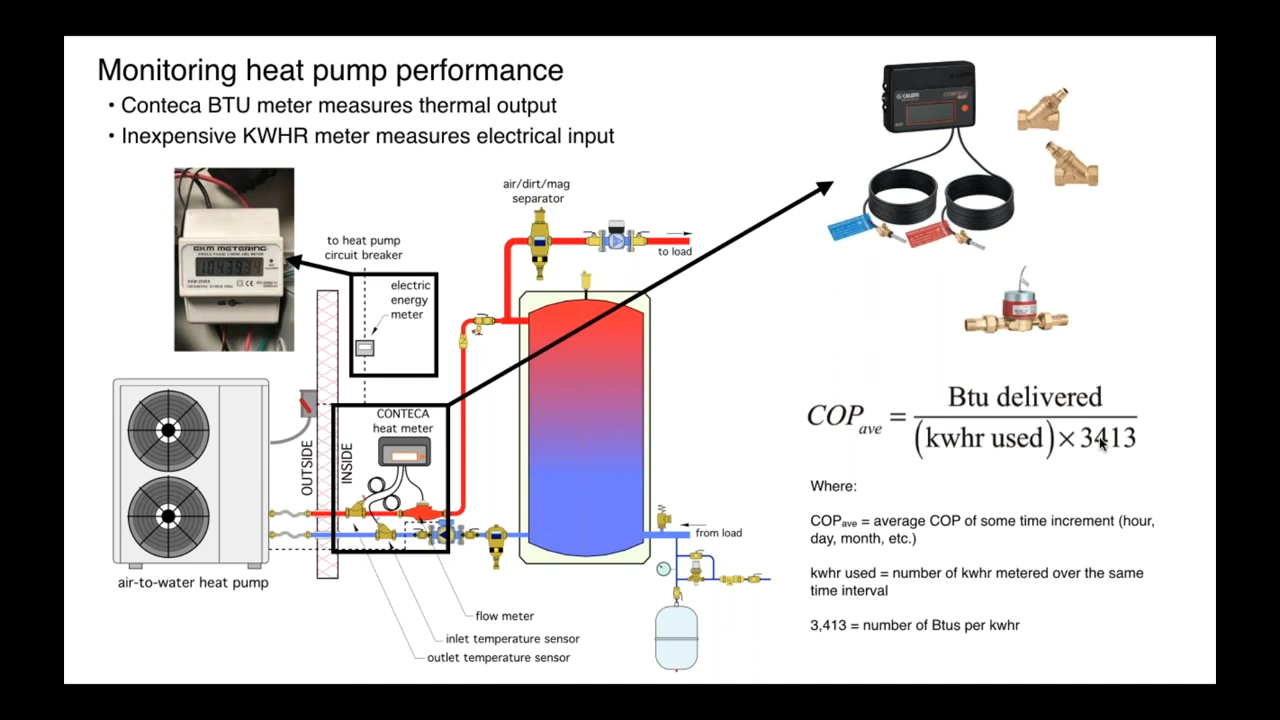 Monitoring heat pump performance
• Conteca BTU meter measures thermal output
• Inexpensive KWHR meter measures electrical input
EKM METERING
air/dirt/mag
separator
to load
to heat pump
circuit breaker
electric
energy
meter
CONTECA
heat meter
OUTSIDE
INSIDE
from load
air-to-water heat pump
flow meter
inlet temperature sensor
outlet temperature sensor
CALEFFI
COP_ave = Btu delivered
(kwhr used) × 3413
Where:
COPave = average COP of some time increment (hour,
day, month, etc.)
kwhr used = number of kwhr metered over the same
time interval
3,413 = number of Btus per kwhr